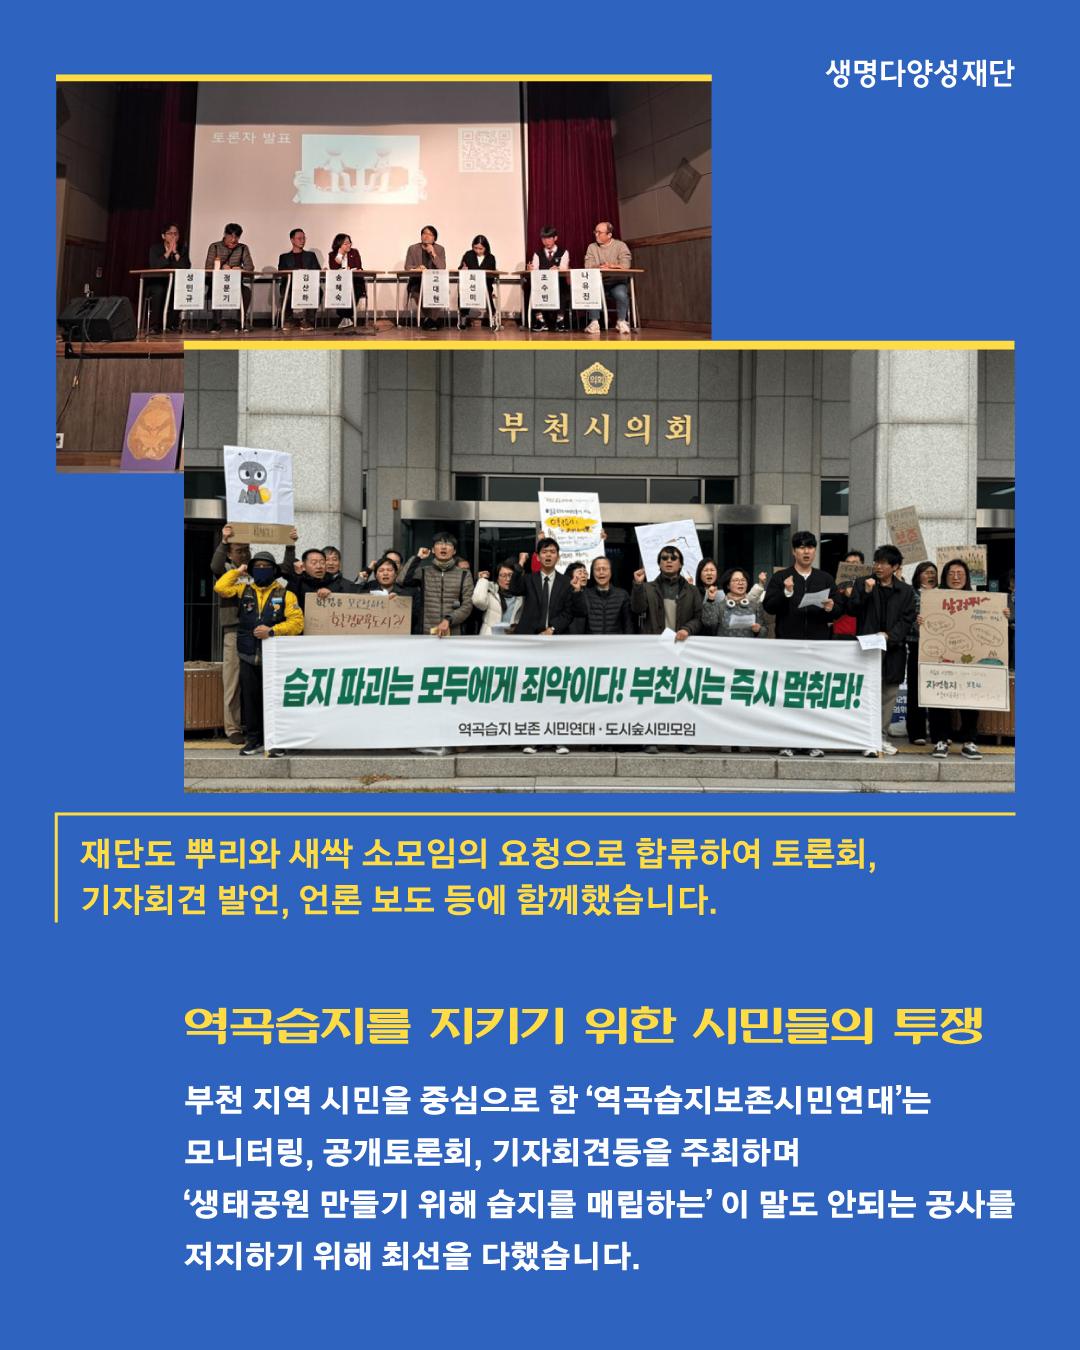 생명다양성재단
토론자 발표
성민규
정문기
김산하
송혜숙
고대현
최선미
조수빈
나유진
의회
부천시의회
살려줘~
습지 파괴는 모두에게 죄악이다! 부천시는 즉시 멈춰라!
역곡습지 보존 시민연대·도시숲시민모임
재단도 뿌리와 새싹 소모임의 요청으로 합류하여 토론회,
기자회견 발언, 언론 보도 등에 함께했습니다.
역곡습지를 지키기 위한 시민들의 투쟁
부천 지역 시민을 중심으로 한 ‘역곡습지보존시민연대’는
모니터링, 공개토론회, 기자회견등을 주최하며
‘생태공원 만들기 위해 습지를 매립하는’ 이 말도 안되는 공사를
저지하기 위해 최선을 다했습니다.